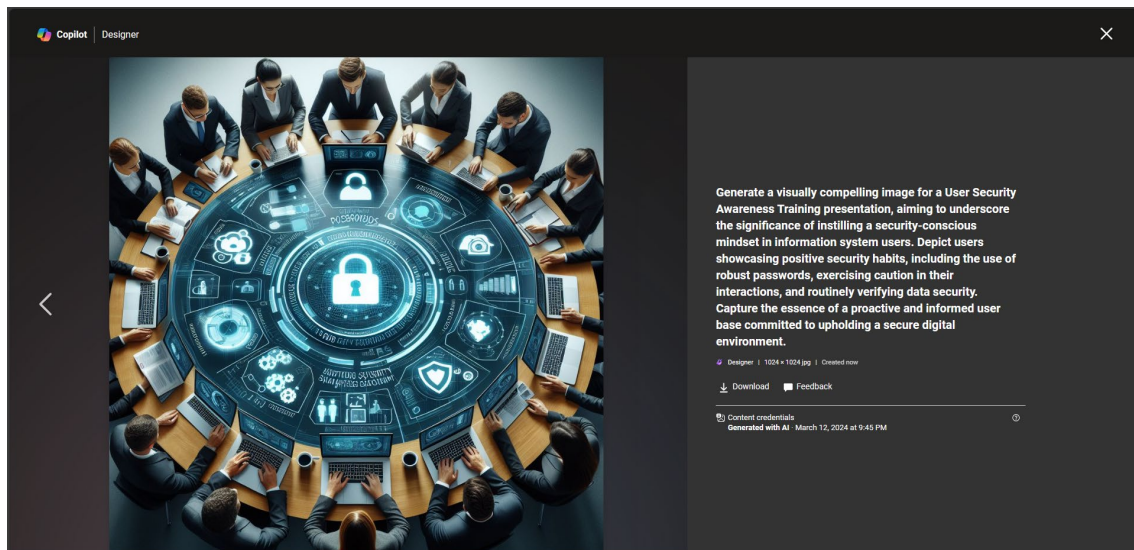 Copilot
Designer
Generate a visually compelling image for a User Security
Awareness Training presentation, aiming to underscore
the significance of instilling a security-conscious
mindset in information system users. Depict users
showcasing positive security habits, including the use of
robust passwords, exercising caution in their
interactions, and routinely verifying data security.
Capture the essence of a proactive and informed user
base committed to upholding a secure digital
environment.
Designer | 1024 × 1024 jpg | Created now
Download Feedback
Content credentials
Generated with AI · March 12, 2024 at 9:45 PM